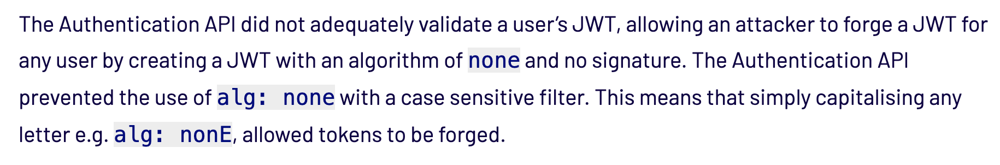 The Authentication API did not adequately validate a user’s JWT, allowing an attacker to forge a JWT for
any user by creating a JWT with an algorithm of none and no signature. The Authentication API
prevented the use of alg: none with a case sensitive filter. This means that simply capitalising any
letter e.g. alg: nonE, allowed tokens to be forged.